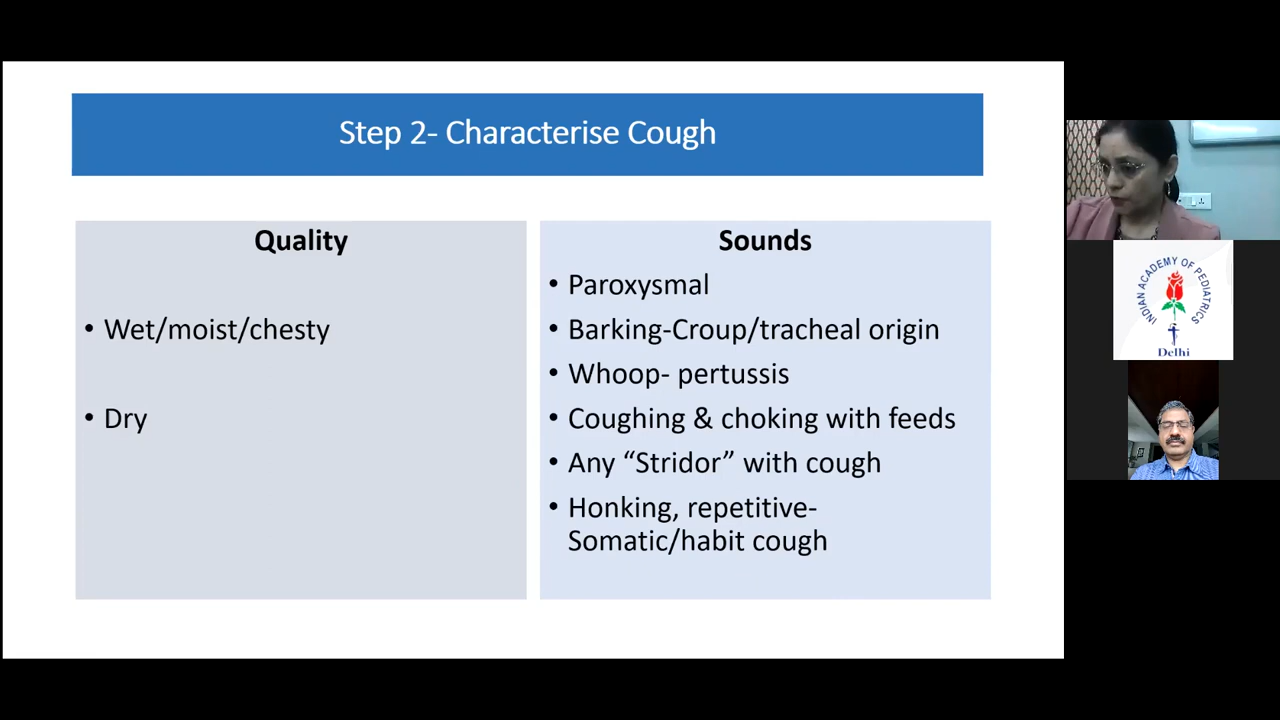 Step 2- Characterise Cough
Quality
• Wet/moist/chesty
• Dry
Sounds
• Paroxysmal
• Barking-Croup/tracheal origin
• Whoop- pertussis
• Coughing & choking with feeds
• Any “Stridor” with cough
• Honking, repetitive-
Somatic/habit cough
INDIAN ACADEMY OF PEDIATRICS
Delhi